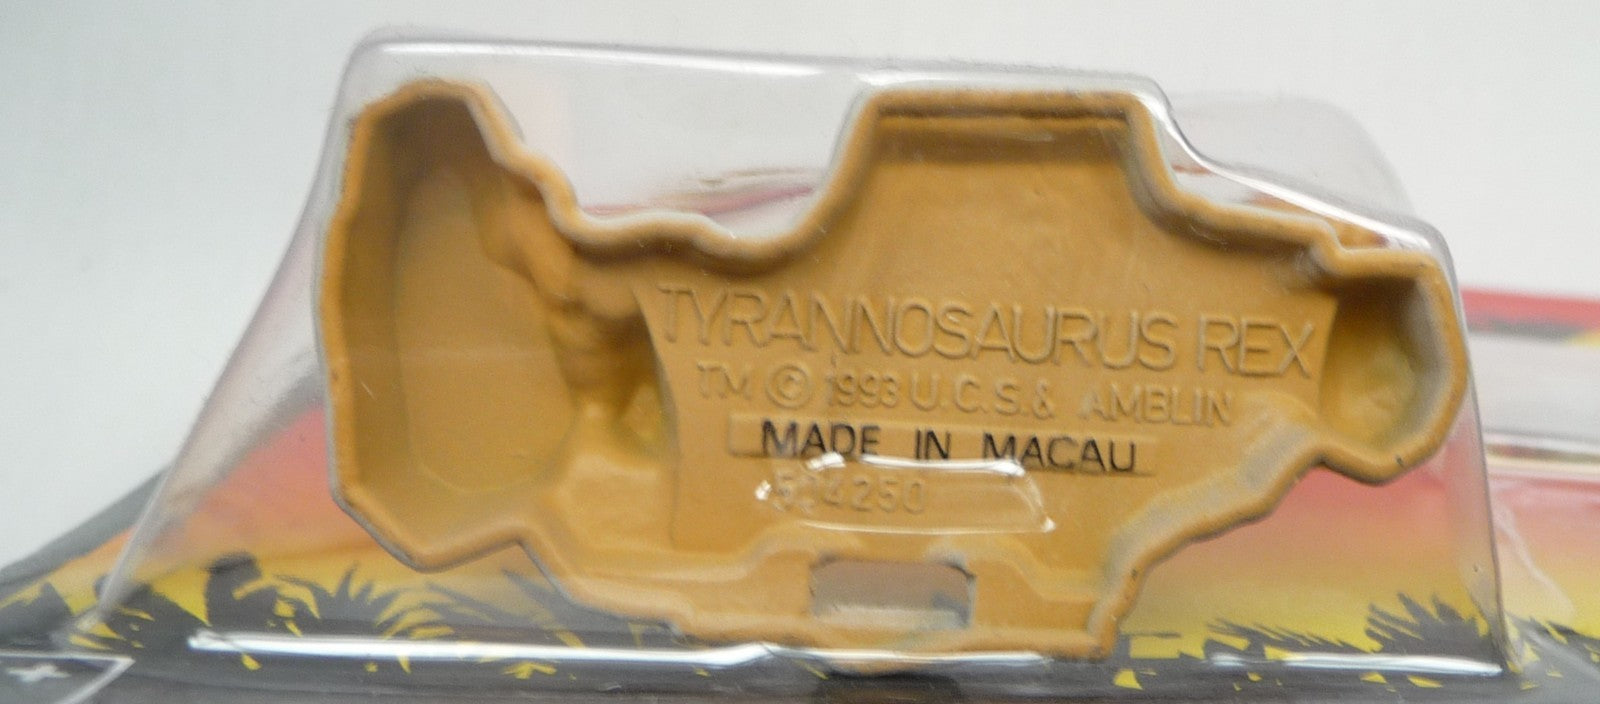 TYRANNOSAURUS REX
TM © 1993 U.C.S.& AMBLIN
MADE IN MACAU